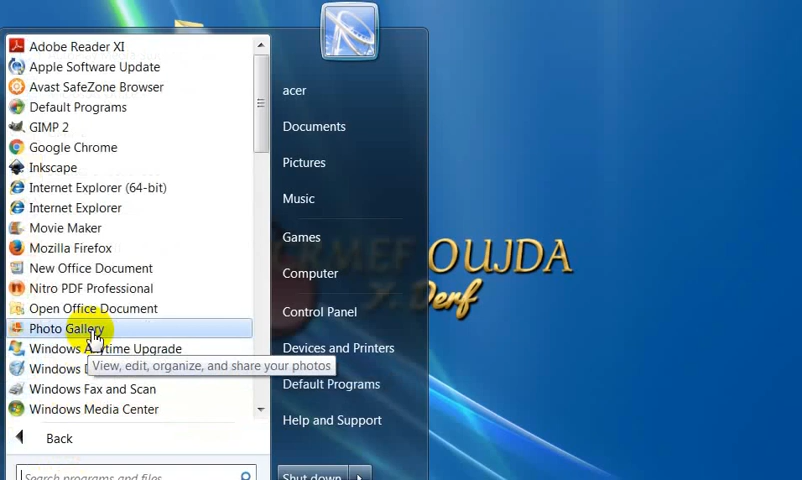 Adobe Reader XI
Apple Software Update
Avast SafeZone Browser
Default Programs
GIMP 2
Google Chrome
Inkscape
Internet Explorer (64-bit)
Internet Explorer
Movie Maker
Mozilla Firefox
New Office Document
Nitro PDF Professional
Open Office Document
Photo Gallery
Windows Anytime Upgrade
Windows
View, edit, organize, and share your photos
Windows Fax and Scan
Windows Media Center
Back
Search programs and files
acer
Documents
Pictures
Music
Games
Computer
Control Panel
Devices and Printers
Default Programs
Help and Support
Shut down
CRMEF OUJDA
Y. Derf